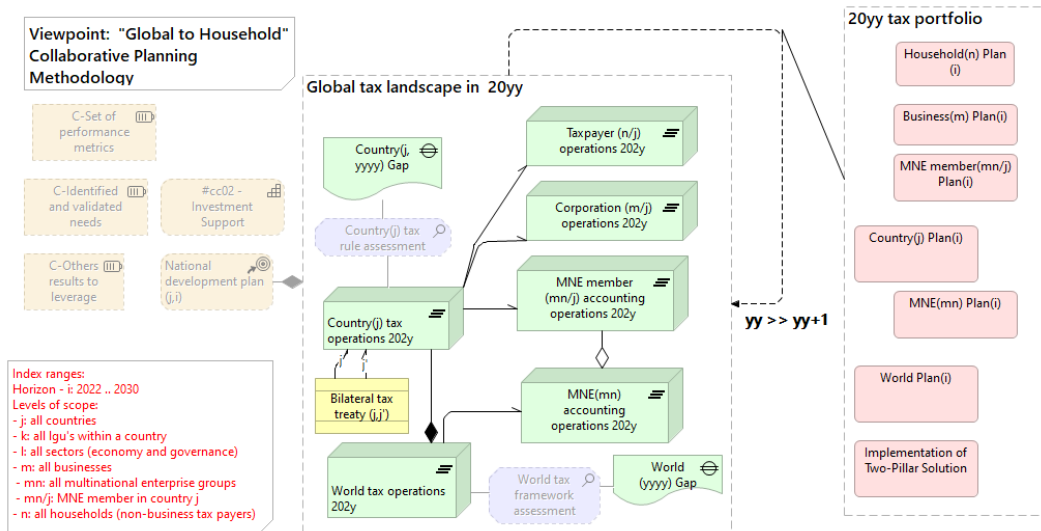 Viewpoint: "Global to Household"
Collaborative Planning
Methodology
C-Set of
performance
metrics
C-Identified
and validated
needs
#cc02 -
Investment
Support
C-Others
results to
leverage
National
development plan
(j,i)
Index ranges:
Horizon - i: 2022 .. 2030
Levels of scope:
- j: all countries
- k: all lgu's within a country
- l: all sectors (economy and governance)
- m: all businesses
- mn: all multinational enterprise groups
- mn/j: MNE member in country j
- n: all households (non-business tax payers)
Global tax landscape in 20yy
Country(j,
yyyy) Gap
Country(j) tax
rule assessment
Country(j) tax
operations 202y
j
j'
Bilateral tax
treaty (j,j')
World tax operations
202y
Taxpayer (n/j)
operations 202y
Corporation (m/j)
operations 202y
MNE member
(mn/j) accounting
operations 202y
MNE(mn)
accounting
operations 202y
World tax
framework
assessment
World
(yyyy) Gap
yy >> yy+1
20yy tax portfolio
Household(n) Plan
(i)
Business(m) Plan(i)
MNE member(mn/j)
Plan(i)
Country(j) Plan(i)
MNE(mn) Plan(i)
World Plan(i)
Implementation of
Two-Pillar Solution